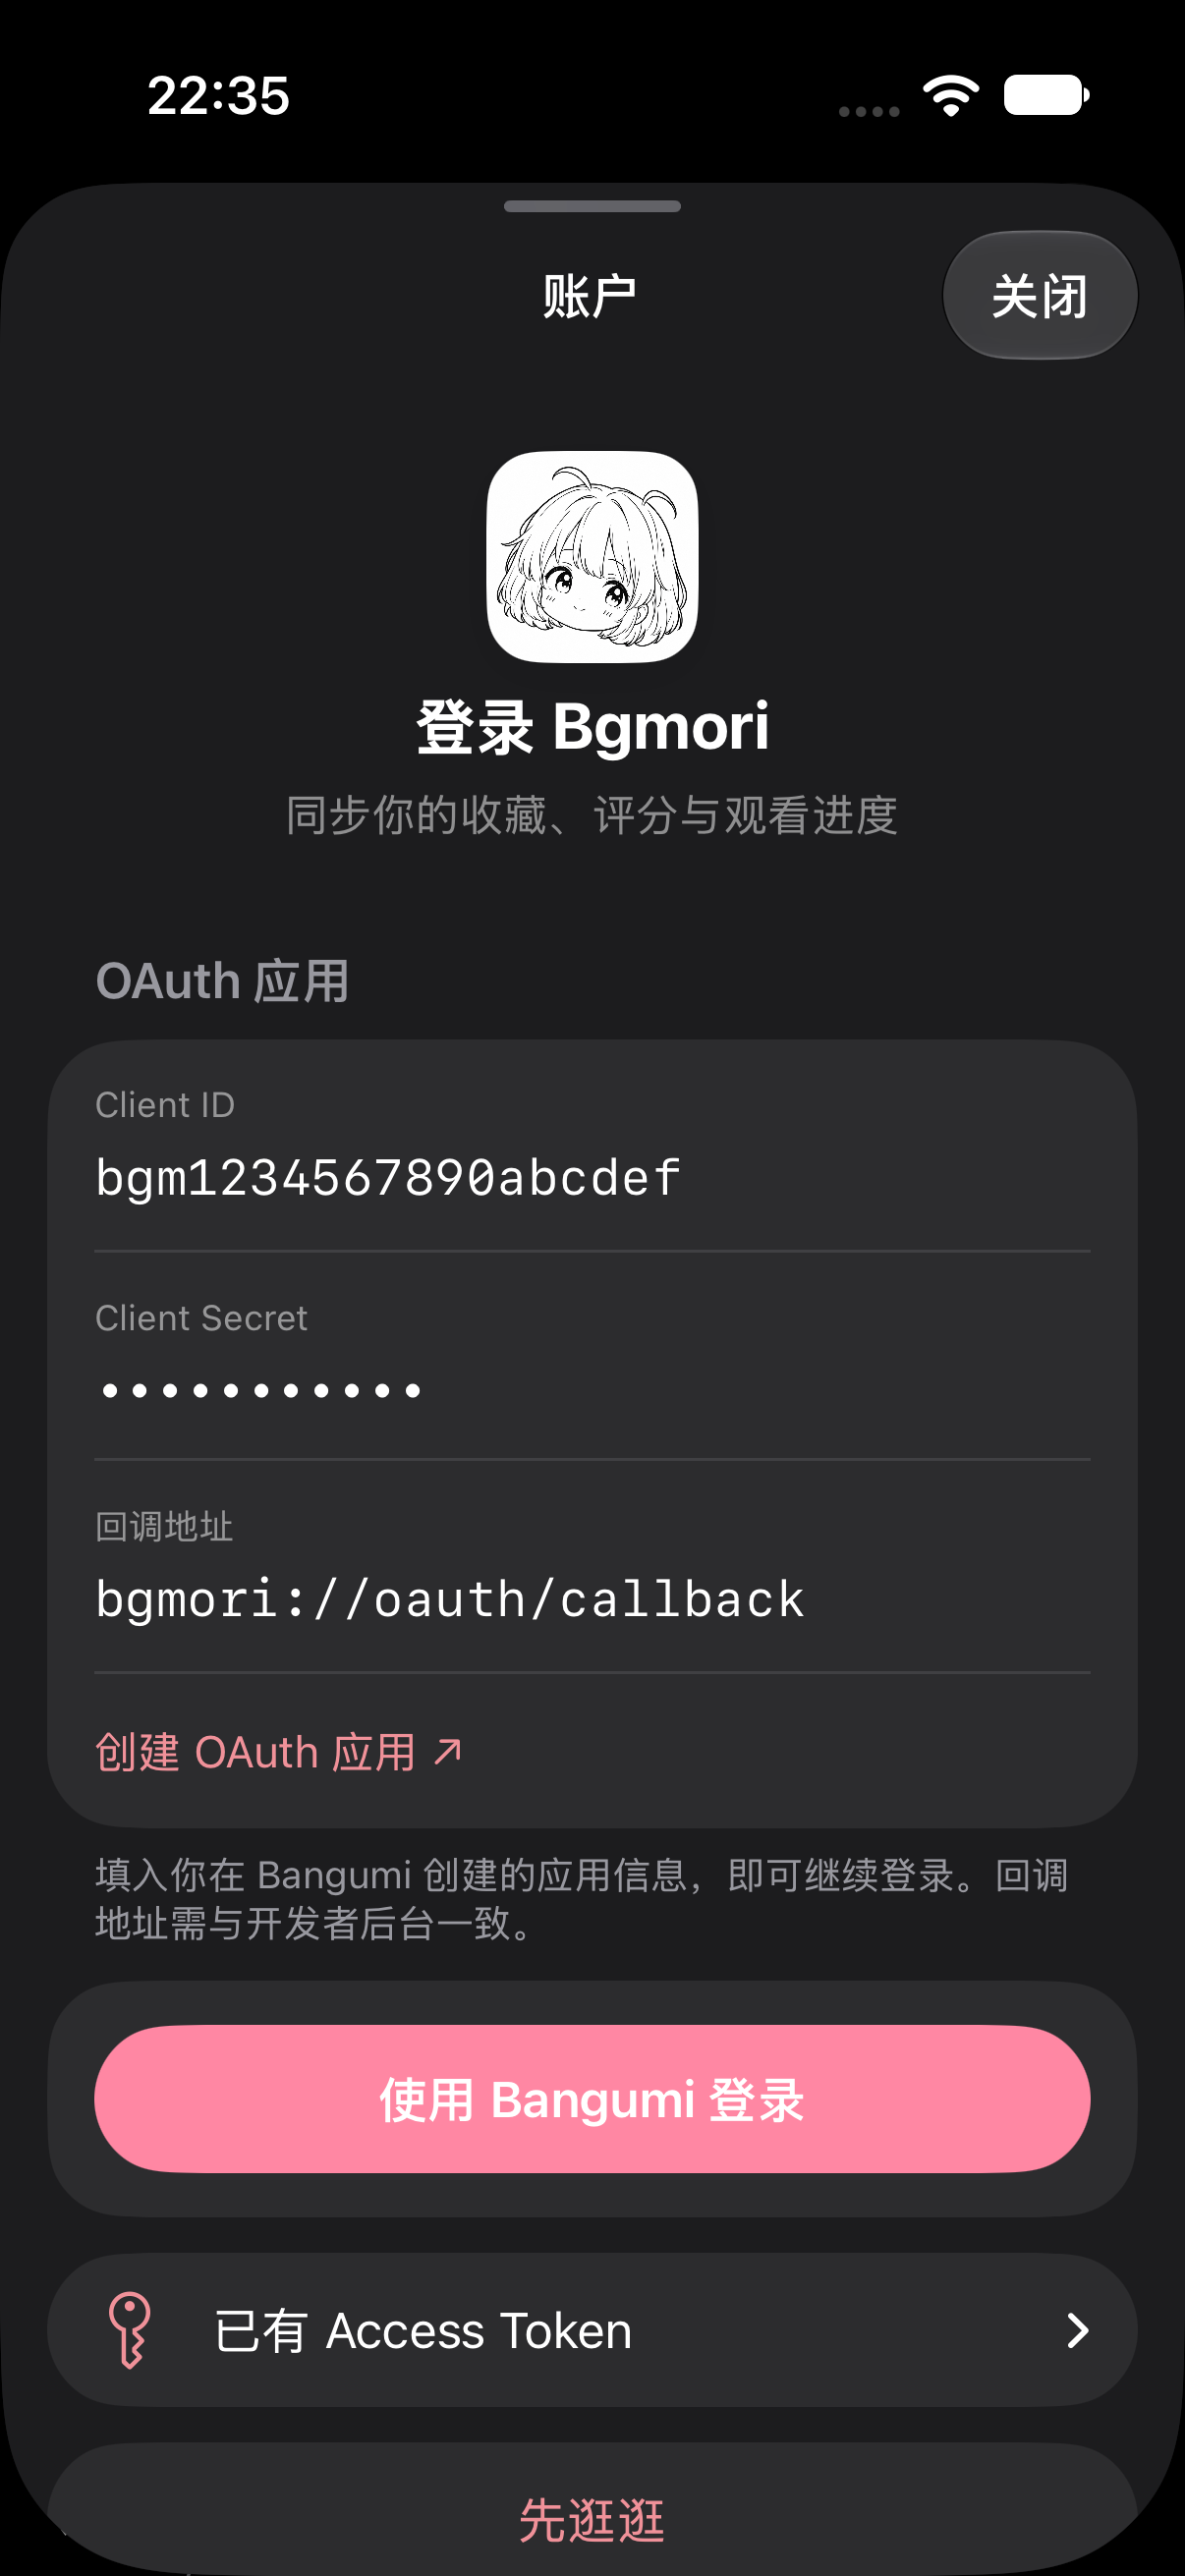 22:35
账户
关闭
登录 Bgmori
同步你的收藏、评分与观看进度
OAuth 应用
Client ID
bgm1234567890abcdef
Client Secret
•••••••••••
回调地址
bgmori://oauth/callback
创建 OAuth 应用 ↗
填入你在 Bangumi 创建的应用信息，即可继续登录。回调
地址需与开发者后台一致。
使用 Bangumi 登录
已有 Access Token
先逛逛